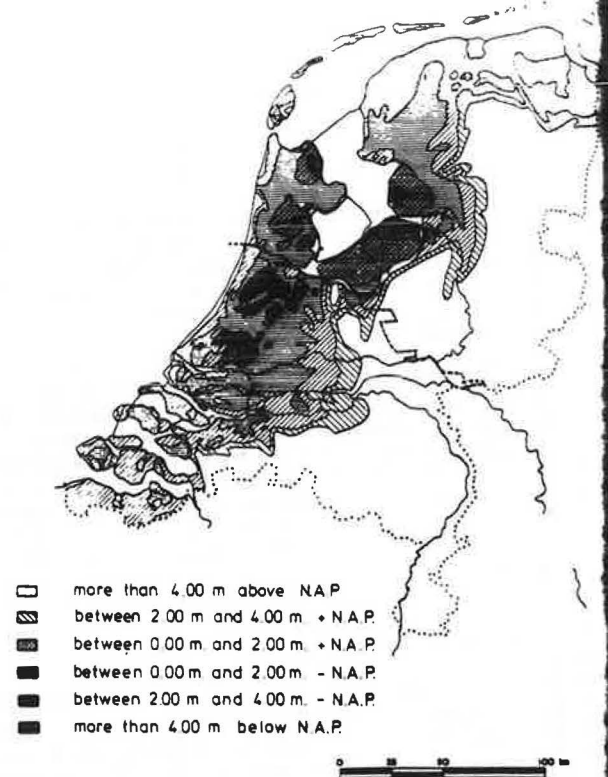 more than 4.00 m above N.A.P
between 2.00 m and 4.00 m. + N.A.P.
between 0.00 m and 2.00 m + N.A.P.
between 0.00 m and 2.00 m - N.A.P.
between 2.00 m and 4.00 m. - N.A.P.
more than 4.00 m below N.A.P.
0 50 100